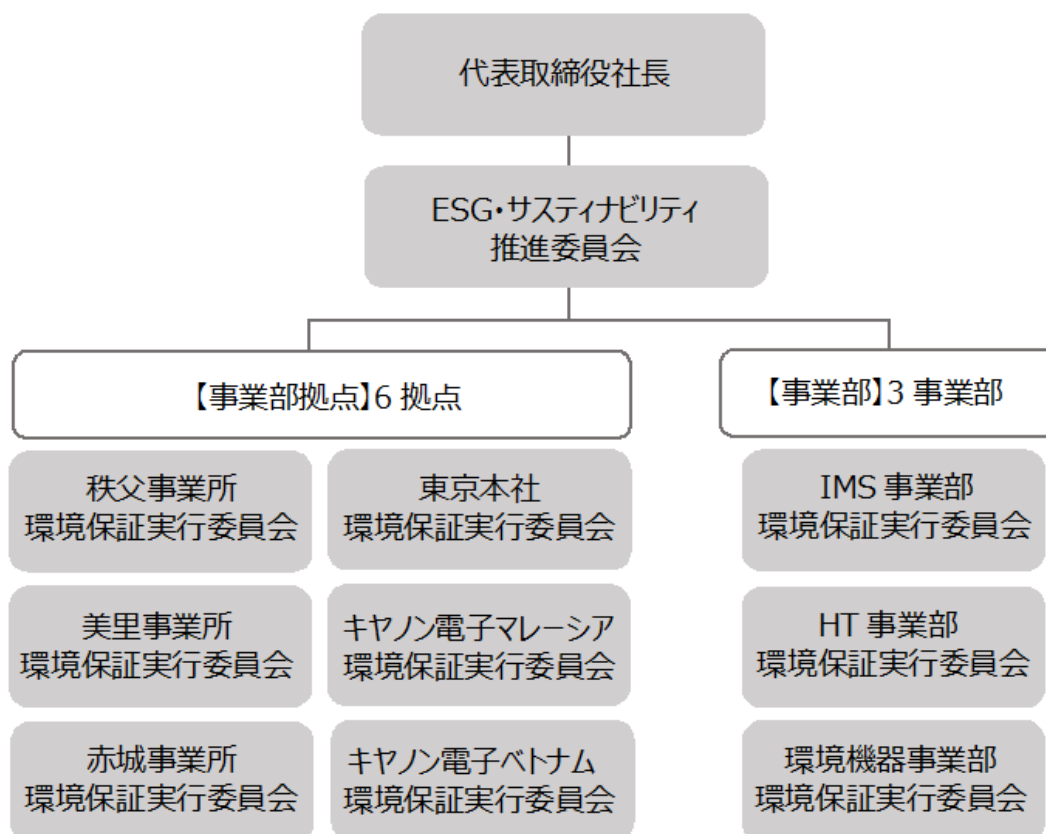 代表取締役社長
ESG・サスティナビリティ
推進委員会
【事業部拠点】6 拠点
【事業部】3 事業部
秩父事業所
環境保証実行委員会
東京本社
環境保証実行委員会
IMS 事業部
環境保証実行委員会
美里事業所
環境保証実行委員会
キヤノン電子マレーシア
環境保証実行委員会
HT 事業部
環境保証実行委員会
赤城事業所
環境保証実行委員会
キヤノン電子ベトナム
環境保証実行委員会
環境機器事業部
環境保証実行委員会